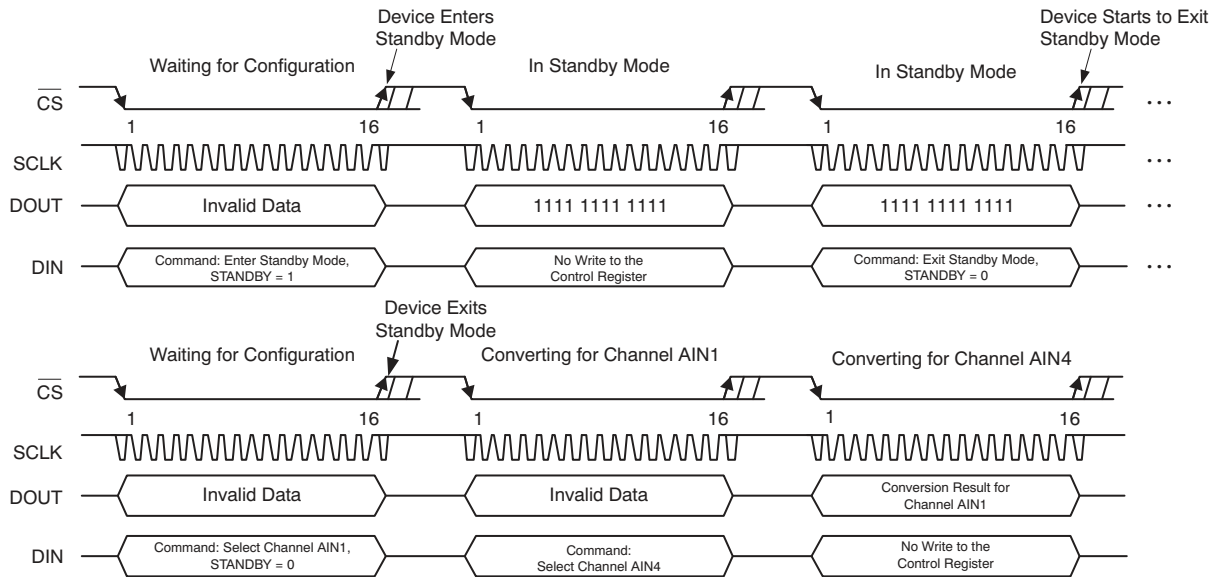 Device Enters
Standby Mode
Device Starts to Exit
Standby Mode
Waiting for Configuration
In Standby Mode
In Standby Mode
CS
1 16 1 16 1 16
...
SCLK
...
DOUT Invalid Data 1111 1111 1111 1111 1111 1111 ...
DIN
Command: Enter Standby Mode,
STANDBY = 1
No Write to the
Control Register
Command: Exit Standby Mode,
STANDBY = 0
...
Device Exits
Standby Mode
Waiting for Configuration
Converting for Channel AIN1
Converting for Channel AIN4
CS
1 16 1 16 1 16
SCLK
DOUT Invalid Data Invalid Data
Conversion Result for
Channel AIN1
DIN
Command: Select Channel AIN1,
STANDBY = 0
Command:
Select Channel AIN4
No Write to the
Control Register